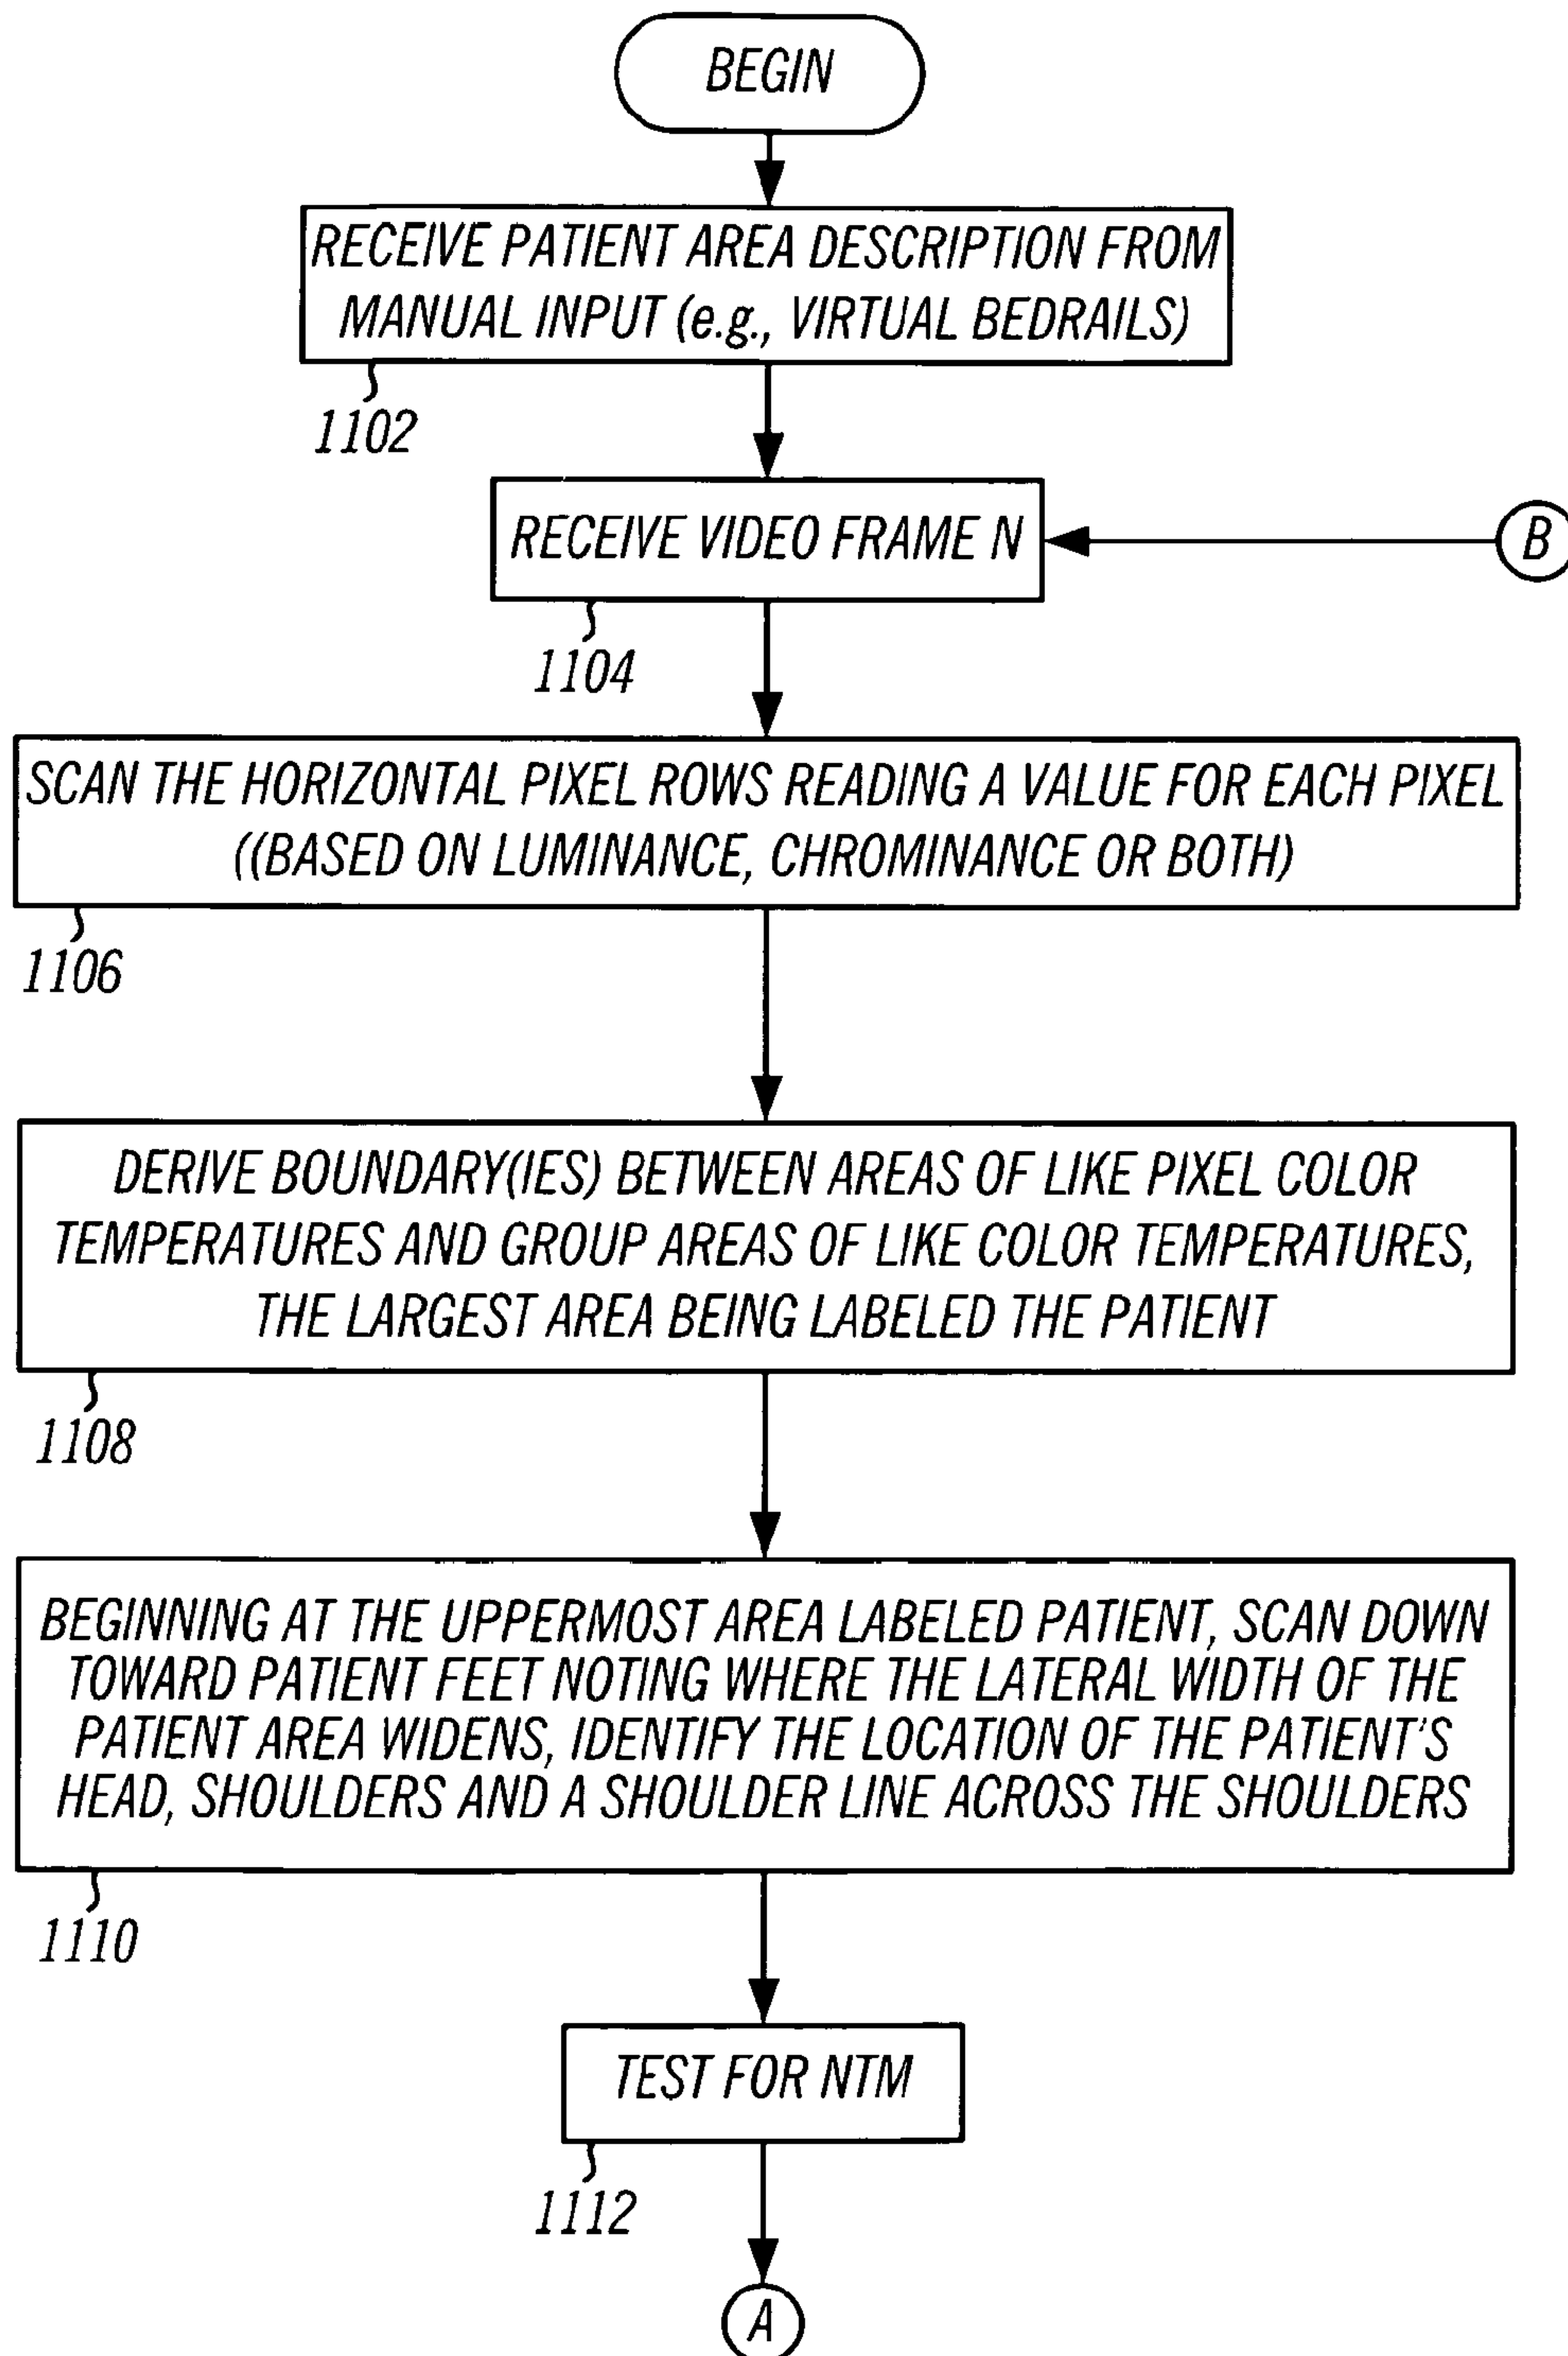 BEGIN
RECEIVE PATIENT AREA DESCRIPTION FROM
MANUAL INPUT (e.g., VIRTUAL BEDRAILS)
1102
RECEIVE VIDEO FRAME N
B
1104
SCAN THE HORIZONTAL PIXEL ROWS READING A VALUE FOR EACH PIXEL
((BASED ON LUMINANCE, CHROMINANCE OR BOTH)
1106
DERIVE BOUNDARY(IES) BETWEEN AREAS OF LIKE PIXEL COLOR
TEMPERATURES AND GROUP AREAS OF LIKE COLOR TEMPERATURES,
THE LARGEST AREA BEING LABELED THE PATIENT
1108
BEGINNING AT THE UPPERMOST AREA LABELED PATIENT, SCAN DOWN
TOWARD PATIENT FEET NOTING WHERE THE LATERAL WIDTH OF THE
PATIENT AREA WIDENS, IDENTIFY THE LOCATION OF THE PATIENT'S
HEAD, SHOULDERS AND A SHOULDER LINE ACROSS THE SHOULDERS
1110
TEST FOR NTM
1112
A